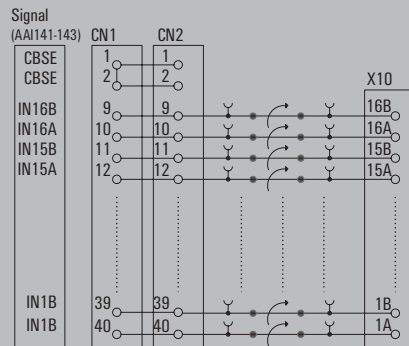 Signal
(AAI141-143) CN1 CN2
CBSE 1 1
CBSE 2 2
X10
IN16B 9 9 16B
IN16A 10 10 16A
IN15B 11 11 15B
IN15A 12 12 15A
IN1B 39 39 1B
IN1B 40 40 1A